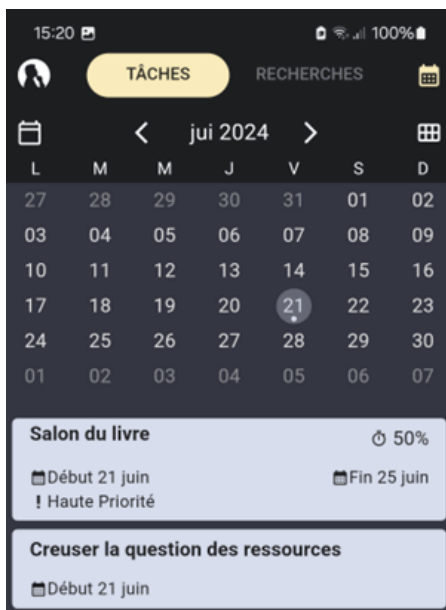 15:20 100%
TÂCHES RECHERCHES
jui 2024
L M M J V S D
27 28 29 30 31 01 02
03 04 05 06 07 08 09
10 11 12 13 14 15 16
17 18 19 20 21 22 23
24 25 26 27 28 29 30
01 02 03 04 05 06 07
Salon du livre 50%
Début 21 juin Fin 25 juin
! Haute Priorité
Creuser la question des ressources
Début 21 juin